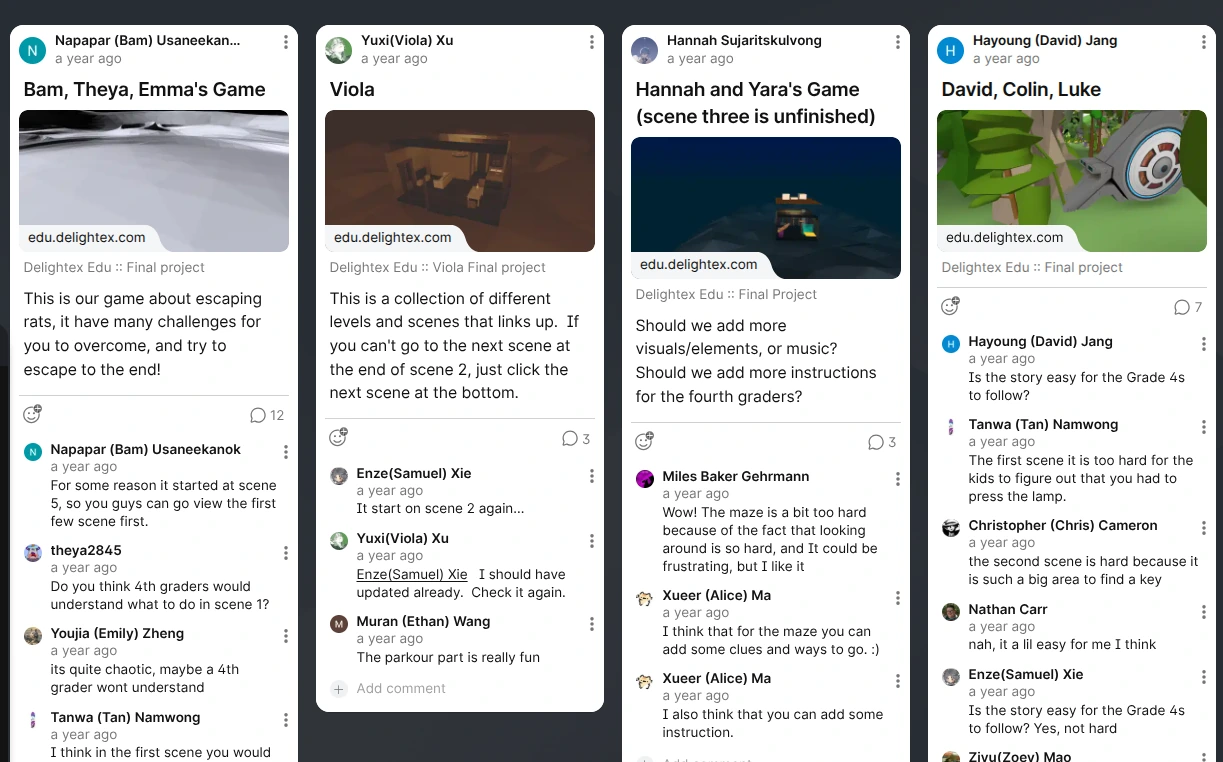 N
Napapar (Bam) Usaneekan...
a year ago
Bam, Theya, Emma's Game
edu.delightex.com
Delightex Edu :: Final project
This is our game about escaping
rats, it have many challenges for
you to overcome, and try to
escape to the end!
12
N
Napapar (Bam) Usaneekanok
a year ago
For some reason it started at scene
5, so you guys can go view the first
few scene first.
theya2845
a year ago
Do you think 4th graders would
understand what to do in scene 1?
Youjia (Emily) Zheng
a year ago
its quite chaotic, maybe a 4th
grader wont understand
Tanwa (Tan) Namwong
a year ago
I think in the first scene you would
Yuxi(Viola) Xu
a year ago
Viola
edu.delightex.com
Delightex Edu :: Viola Final project
This is a collection of different
levels and scenes that links up.  If
you can't go to the next scene at
the end of scene 2, just click the
next scene at the bottom.
3
Enze(Samuel) Xie
a year ago
It start on scene 2 again...
Yuxi(Viola) Xu
a year ago
Enze(Samuel) Xie   I should have
updated already.  Check it again.
M
Muran (Ethan) Wang
a year ago
The parkour part is really fun
Add comment
Hannah Sujaritskulvong
a year ago
Hannah and Yara's Game
(scene three is unfinished)
edu.delightex.com
Delightex Edu :: Final Project
Should we add more
visuals/elements, or music?
Should we add more instructions
for the fourth graders?
3
Miles Baker Gehrmann
a year ago
Wow! The maze is a bit too hard
because of the fact that looking
around is so hard, and It could be
frustrating, but I like it
Xueer (Alice) Ma
a year ago
I think that for the maze you can
add some clues and ways to go. :)
Xueer (Alice) Ma
a year ago
I also think that you can add some
instruction.
Add comment
H
Hayoung (David) Jang
a year ago
David, Colin, Luke
edu.delightex.com
Delightex Edu :: Final project
7
H
Hayoung (David) Jang
a year ago
Is the story easy for the Grade 4s
to follow?
Tanwa (Tan) Namwong
a year ago
The first scene it is too hard for the
kids to figure out that you had to
press the lamp.
Christopher (Chris) Cameron
a year ago
the second scene is hard because it
is such a big area to find a key
Nathan Carr
a year ago
nah, it a lil easy for me I think
Enze(Samuel) Xie
a year ago
Is the story easy for the Grade 4s
to follow? Yes, not hard
Ziyu(Zoey) Mao